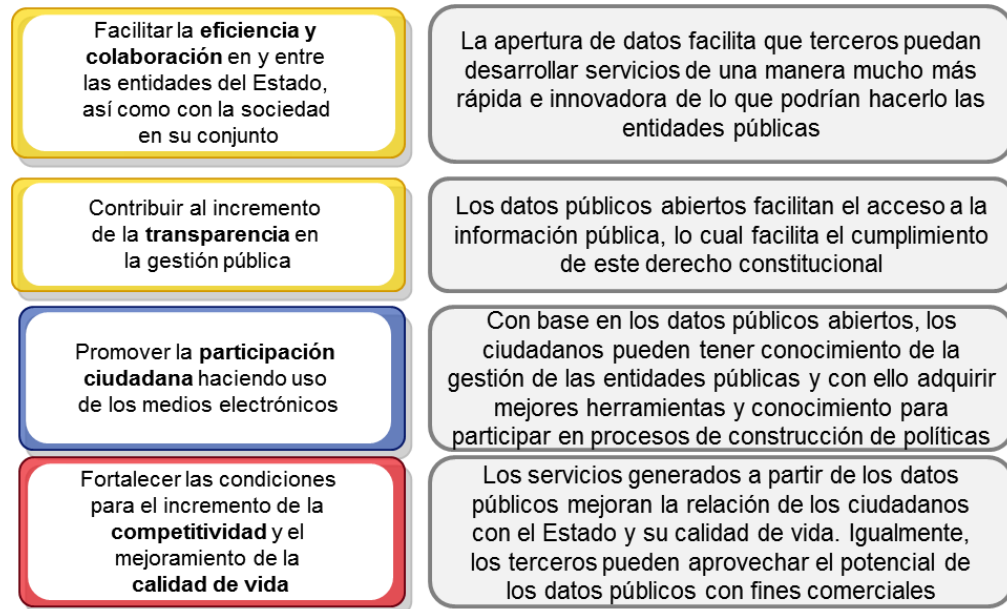 Facilitar la eficiencia y
colaboración en y entre
las entidades del Estado,
así como con la sociedad
en su conjunto
La apertura de datos facilita que terceros puedan
desarrollar servicios de una manera mucho más
rápida e innovadora de lo que podrían hacerlo las
entidades públicas
Contribuir al incremento
de la transparencia en
la gestión pública
Los datos públicos abiertos facilitan el acceso a la
información pública, lo cual facilita el cumplimiento
de este derecho constitucional
Promover la participación
ciudadana haciendo uso
de los medios electrónicos
Con base en los datos públicos abiertos, los
ciudadanos pueden tener conocimiento de la
gestión de las entidades públicas y con ello adquirir
mejores herramientas y conocimiento para
participar en procesos de construcción de políticas
Fortalecer las condiciones
para el incremento de la
competitividad y el
mejoramiento de la
calidad de vida
Los servicios generados a partir de los datos
públicos mejoran la relación de los ciudadanos
con el Estado y su calidad de vida. Igualmente,
los terceros pueden aprovechar el potencial de
los datos públicos con fines comerciales